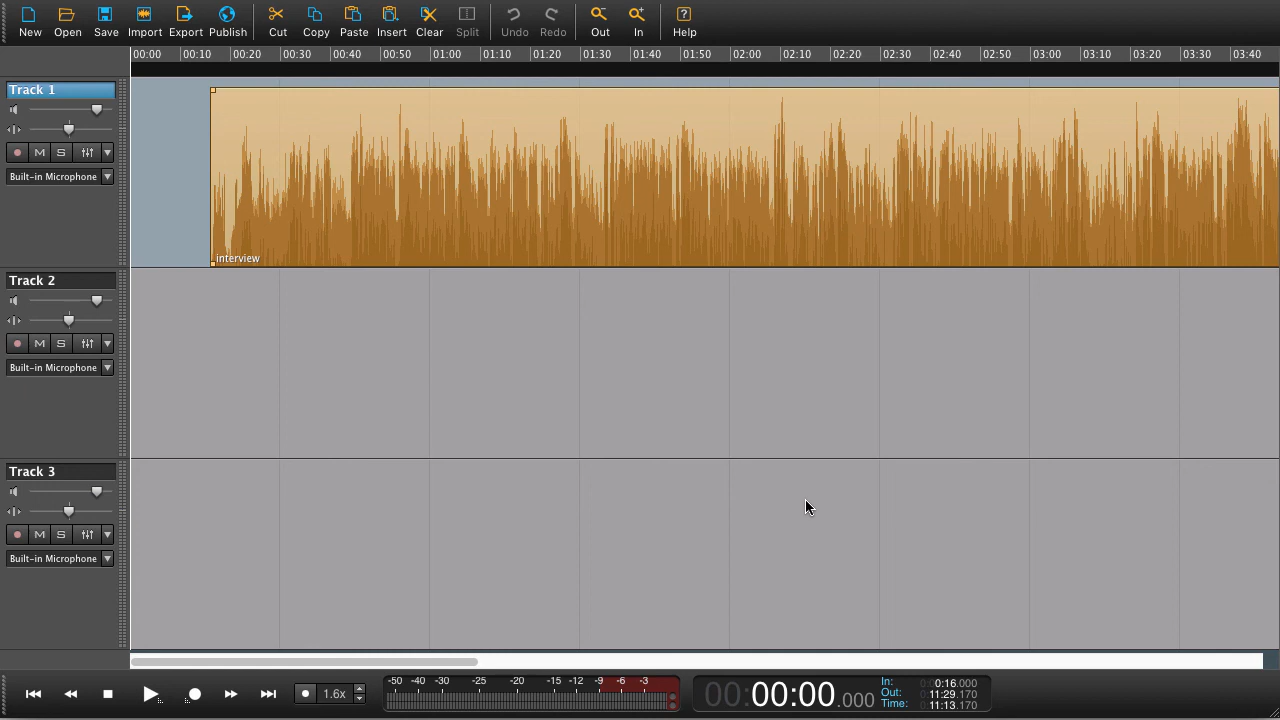 New Open Save Import Export Publish Cut Copy Paste Insert Clear Split Undo Redo Out In Help
00:00 00:10 00:20 00:30 00:40 00:50 01:00 01:10 01:20 01:30 01:40 01:50 02:00 02:10 02:20 02:30 02:40 02:50 03:00 03:10 03:20 03:30 03:40
Track 1
M S
Built-in Microphone
interview
Track 2
M S
Built-in Microphone
Track 3
M S
Built-in Microphone
1.6x
-50 -40 -30 -25 -20 -15 -12 -9 -6 -3
00:00:00.000
In: 0:0:16.000
Out: 0:11:29.170
Time: 0:11:13.170